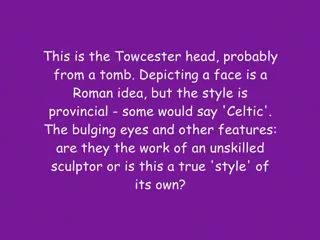 This is the Towcester head, probably
from a tomb. Depicting a face is a
Roman idea, but the style is
provincial - some would say 'Celtic'.
The bulging eyes and other features:
are they the work of an unskilled
sculptor or is this a true 'style' of
its own?